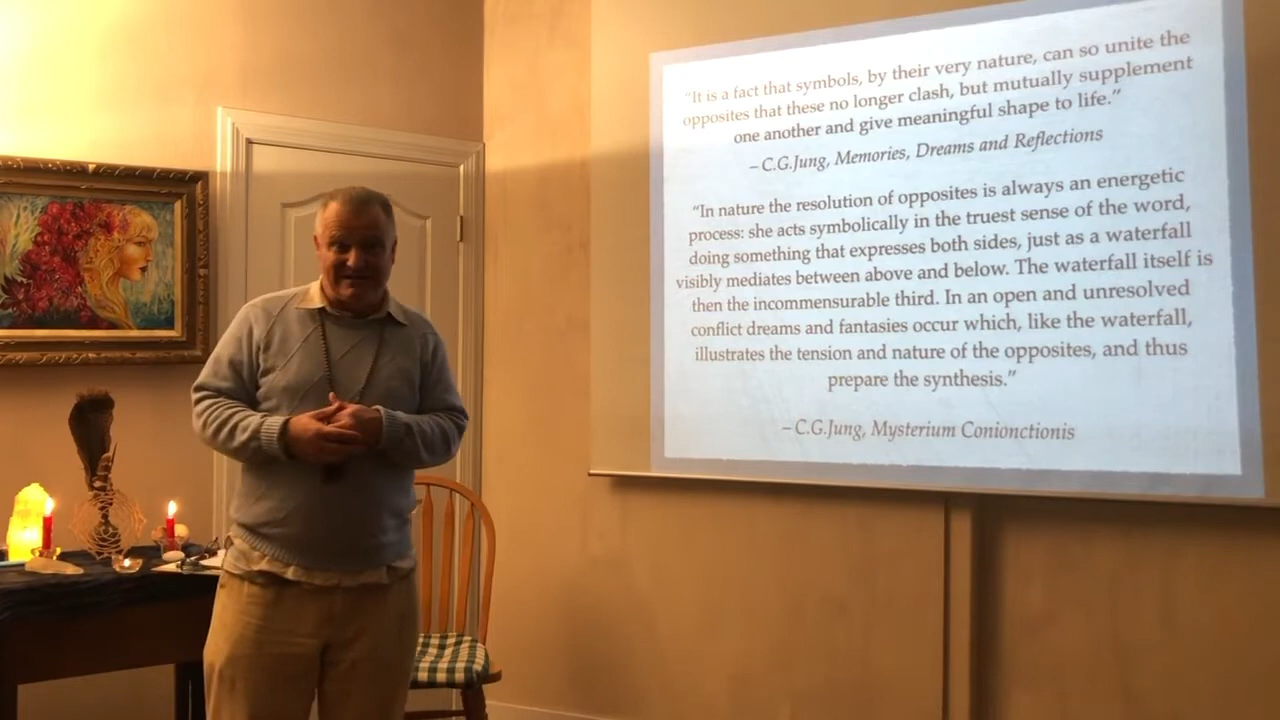 "It is a fact that symbols, by their very nature, can so unite the
opposites that these no longer clash, but mutually supplement
one another and give meaningful shape to life."
– C.G.Jung, Memories, Dreams and Reflections
"In nature the resolution of opposites is always an energetic
process: she acts symbolically in the truest sense of the word,
doing something that expresses both sides, just as a waterfall
visibly mediates between above and below. The waterfall itself is
then the incommensurable third. In an open and unresolved
conflict dreams and fantasies occur which, like the waterfall,
illustrates the tension and nature of the opposites, and thus
prepare the synthesis."
– C.G.Jung, Mysterium Conionctionis